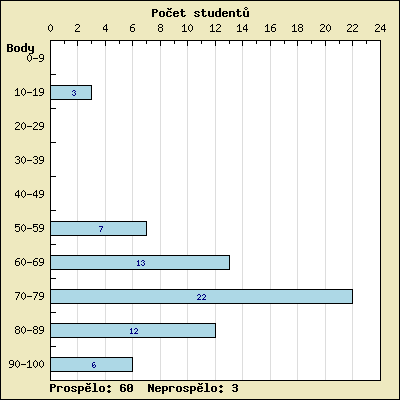 Počet studentů
0 2 4 6 8 10 12 14 16 18 20 22 24
Body
0-9
10-19 3
20-29
30-39
40-49
50-59 7
60-69 13
70-79 22
80-89 12
90-100 6
Prospělo: 60 Neprospělo: 3